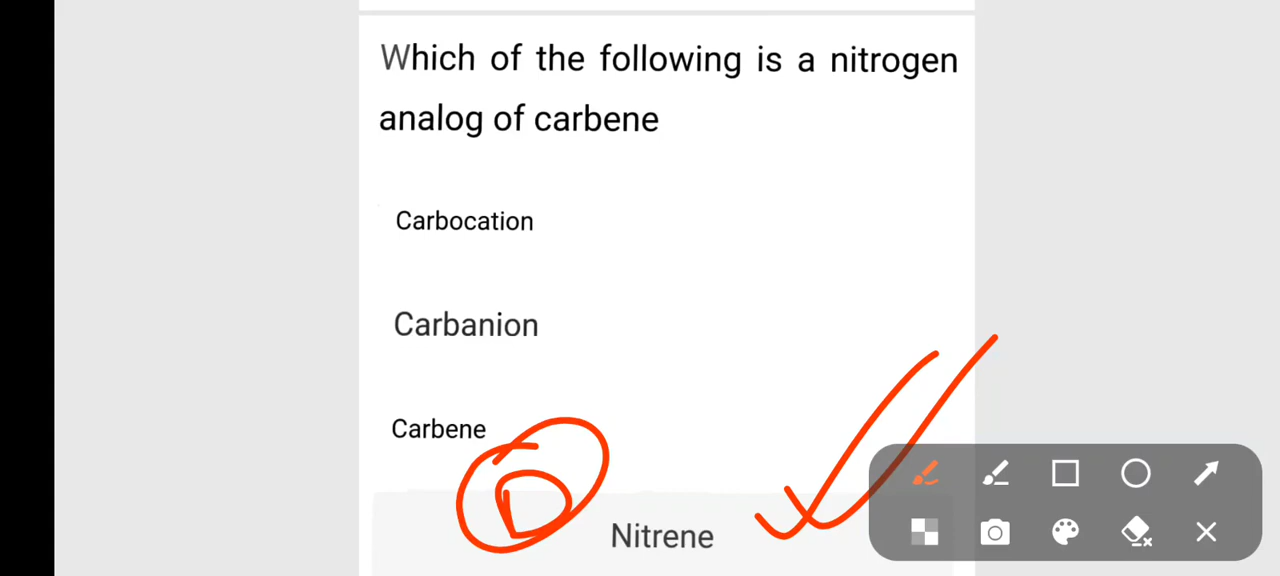 Which of the following is a nitrogen
analog of carbene
Carbocation
Carbanion
Carbene
D
Nitrene